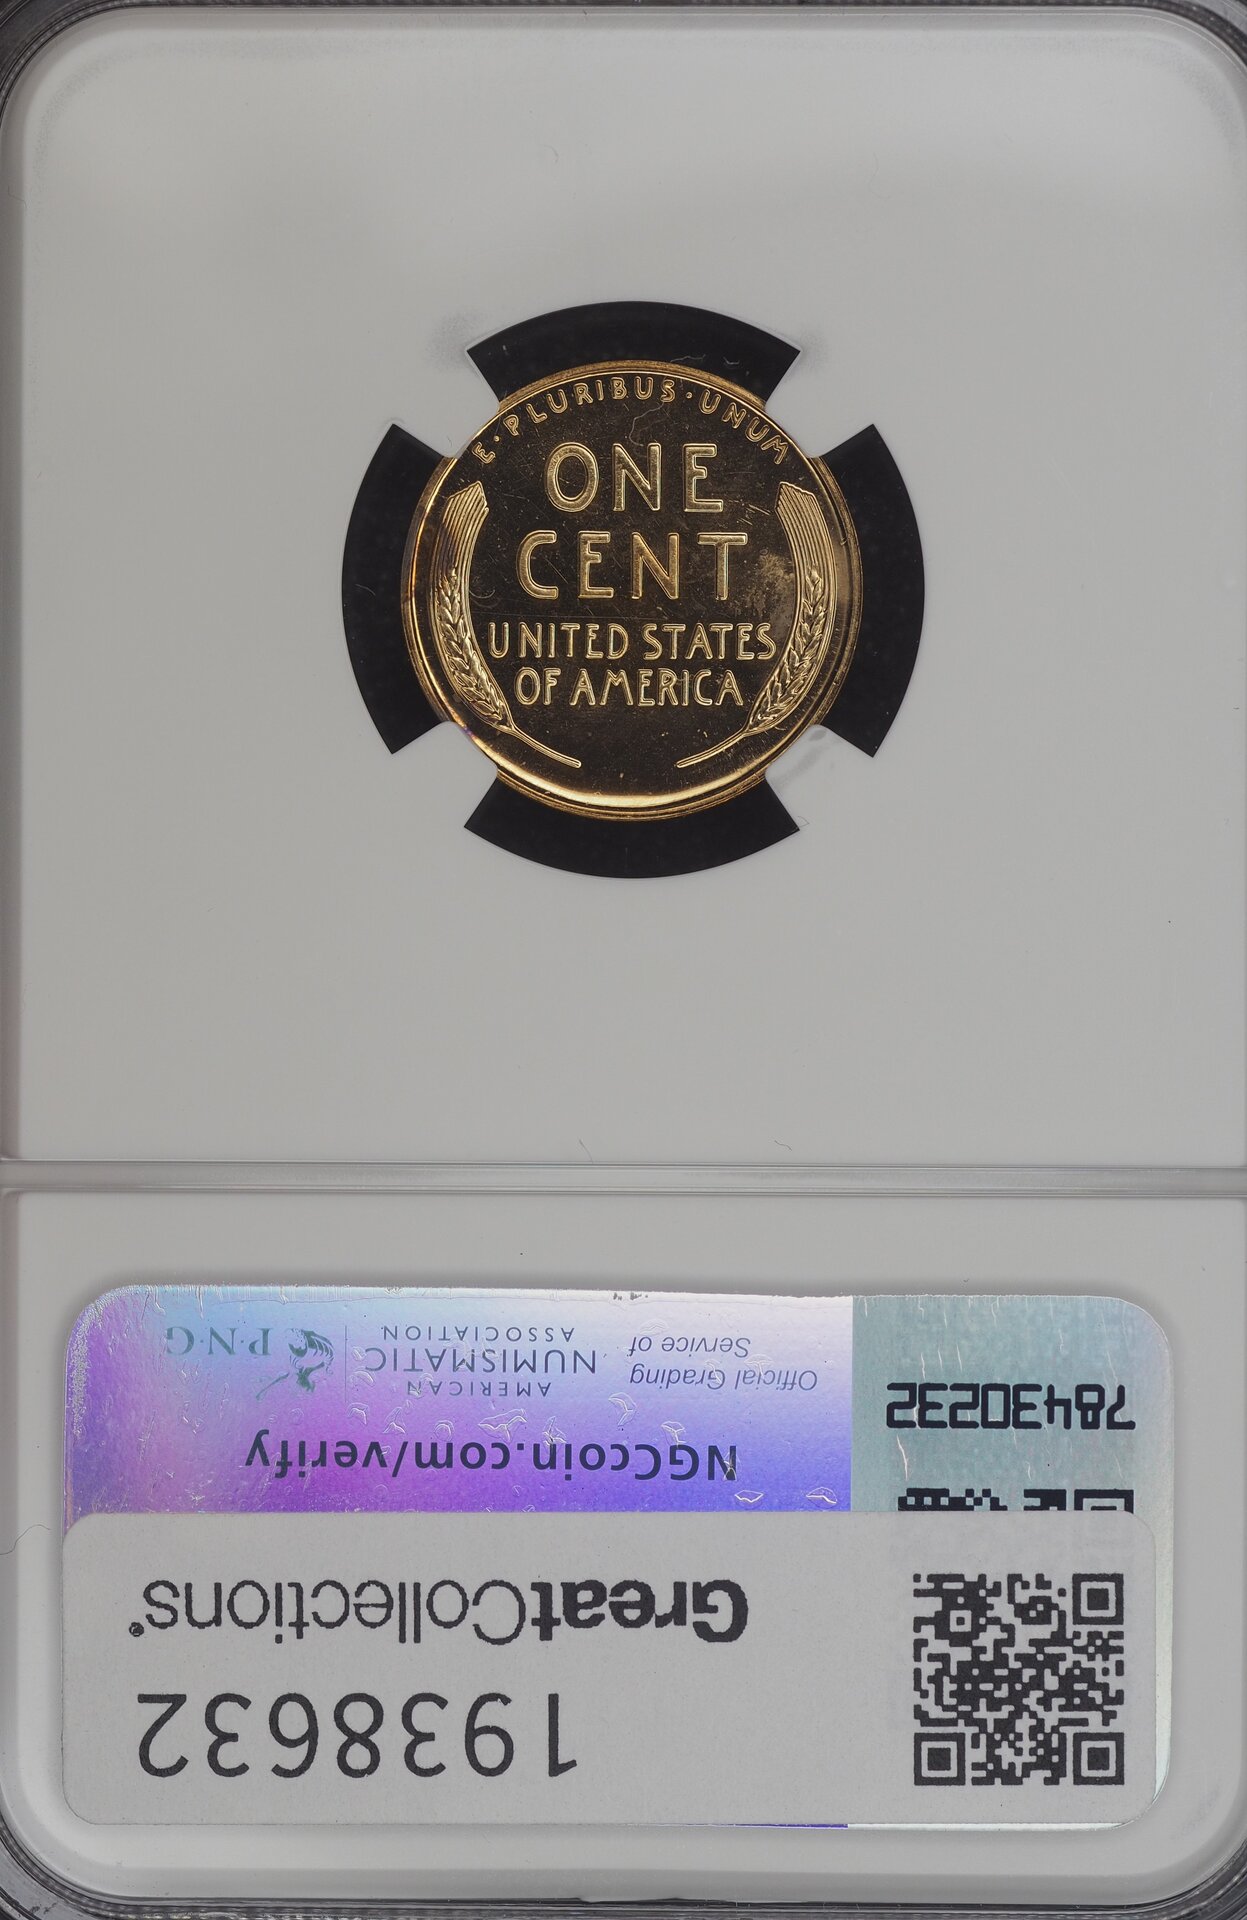 E · PLURIBUS · UNUM
ONE
CENT
UNITED STATES
OF AMERICA
78430232
NGCcoin.com/verify
Official Grading
Service of
AMERICAN
NUMISMATIC
ASSOCIATION
P·N·G
GreatCollections®
1938632